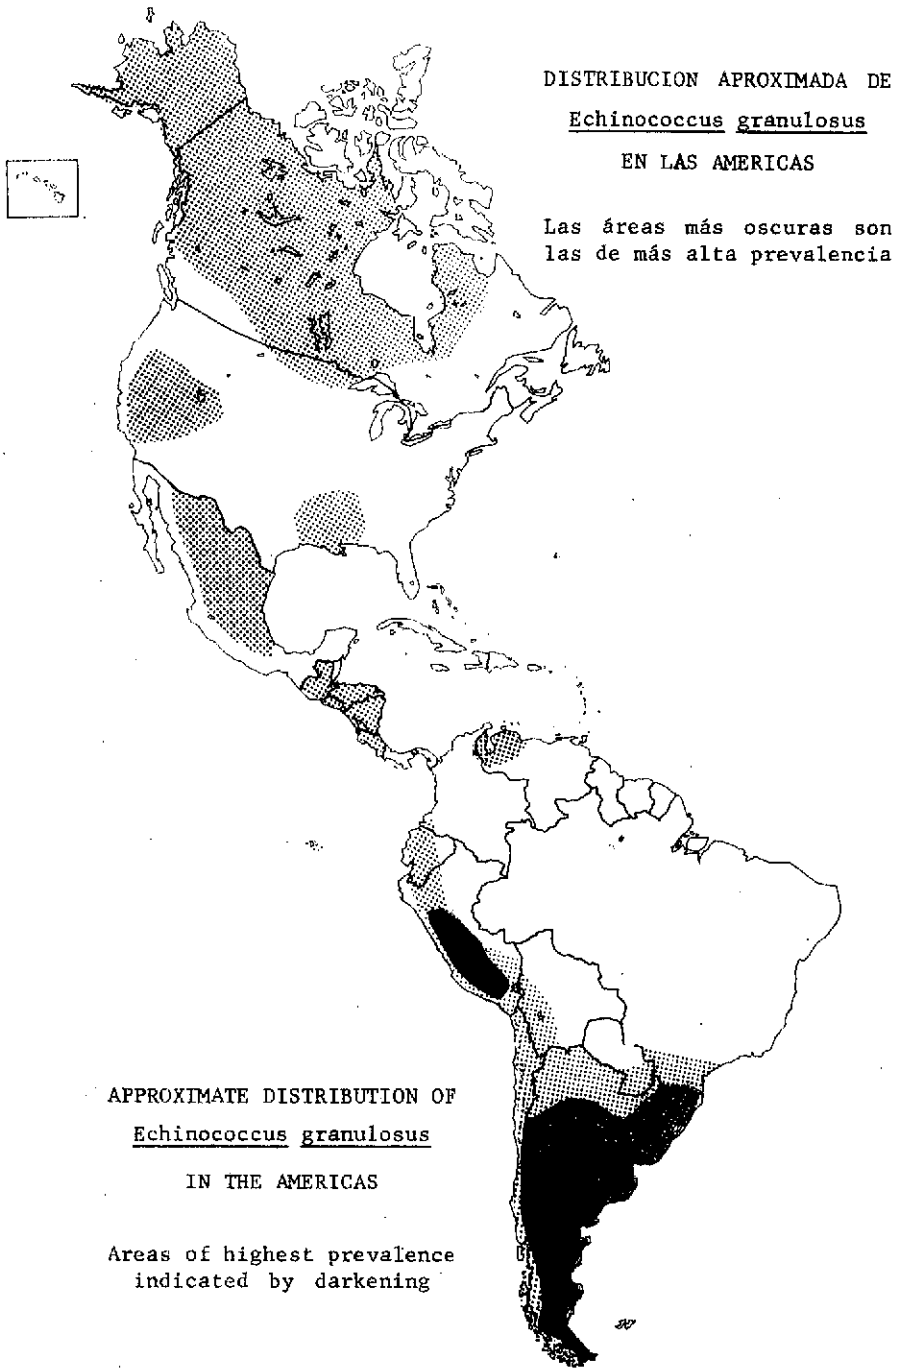 DISTRIBUCION APROXIMADA DE
Echinococcus granulosus
EN LAS AMERICAS
Las áreas más oscuras son
las de más alta prevalencia
APPROXIMATE DISTRIBUTION OF
Echinococcus granulosus
IN THE AMERICAS
Areas of highest prevalence
indicated by darkening